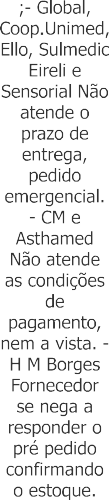 ;- Global,
Coop.Unimed,
Ello, Sulmedic
Eireli e
Sensorial Não
atende o
prazo de
entrega,
pedido
emergencial.
- CM e
Asthamed
Não atende
as condições
de
pagamento,
nem a vista. -
H M Borges
Fornecedor
se nega a
responder o
pré pedido
confirmando
o estoque.